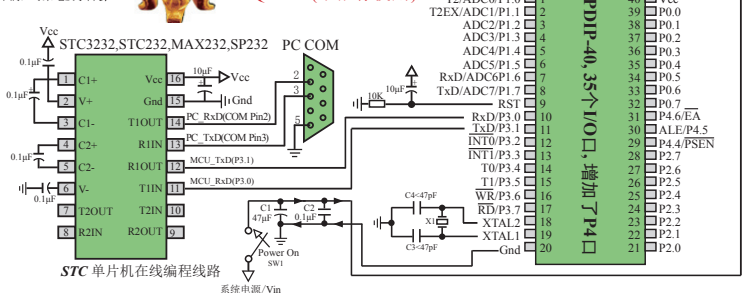 Vcc
STC3232,STC232,MAX232,SP232 PC COM
0.1μF
0.1μF
0.1μF
0.1μF
1 C1+
2 V+
3 C1-
4 C2+
5 C2-
6 V-
7 T2OUT
8 R2IN
Vcc 16
Gnd 15
T1OUT 14
R1IN 13
R1OUT 12
T1IN 11
T2IN 10
R2OUT 9
10μF
Vcc
Gnd
PC_RxD(COM Pin2)
PC_TxD(COM Pin3)
MCU_TxD(P3.1)
MCU_RxD(P3.0)
2
3
5
STC 单片机在线编程线路
C1
47μF
C2
0.1μF
Power On
SW1
系统电源/Vin
10K
10μF
C4<47pF
X1
C3<47pF
T2EX/ADC1/P1.1 2
ADC2/P1.2 3
ADC3/P1.3 4
ADC4/P1.4 5
ADC5/P1.5 6
RxD/ADC6P1.6 7
TxD/ADC7/P1.7 8
RST 9
RxD/P3.0 10
TxD/P3.1 11
INT0/P3.2 12
INT1/P3.3 13
T0/P3.4 14
T1/P3.5 15
WR/P3.6 16
RD/P3.7 17
XTAL2 18
XTAL1 19
Gnd 20
PDIP-40, 35个I/O口, 增加了P4口
40 Vcc
39 P0.0
38 P0.1
37 P0.2
36 P0.3
35 P0.4
34 P0.5
33 P0.6
32 P0.7
31 P4.6/EA
30 ALE/P4.5
29 P4.4/PSEN
28 P2.7
27 P2.6
26 P2.5
25 P2.4
24 P2.3
23 P2.2
22 P2.1
21 P2.0